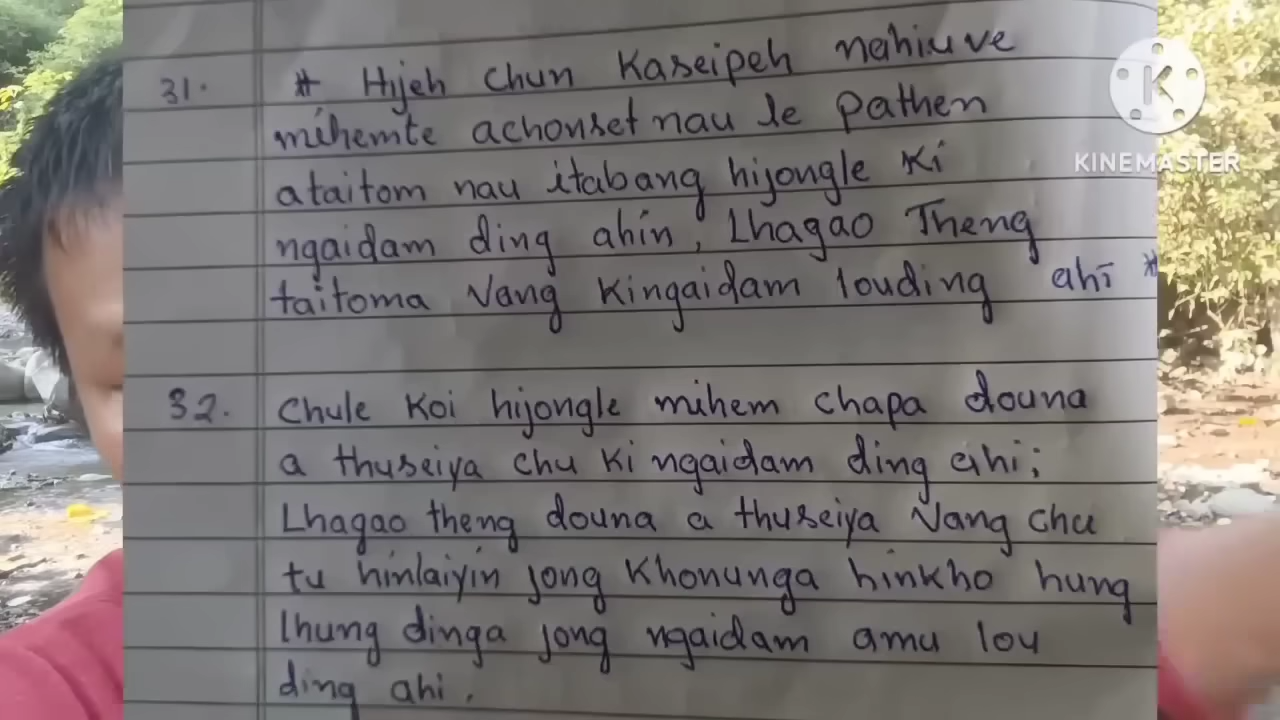 31. * Hijeh chun Kaseipeh nahiuve
mihemte achonset nau le Pathen
ataitom nau itabang hijongle Ki
ngaidam ding ahin, Lhagao Theng
taitoma Vang Kingaidam louding ahi *
32. Chule Koi hijongle mihem chapa douna
a thuseiya chu Ki ngaidam ding ahi;
Lhagao theng douna a thuseiya Vang chu
tu hinlaiyin jong Khonunga hinkho hung
lhung dinga jong ngaidam amu lou
ding ahi.
KINEMASTER